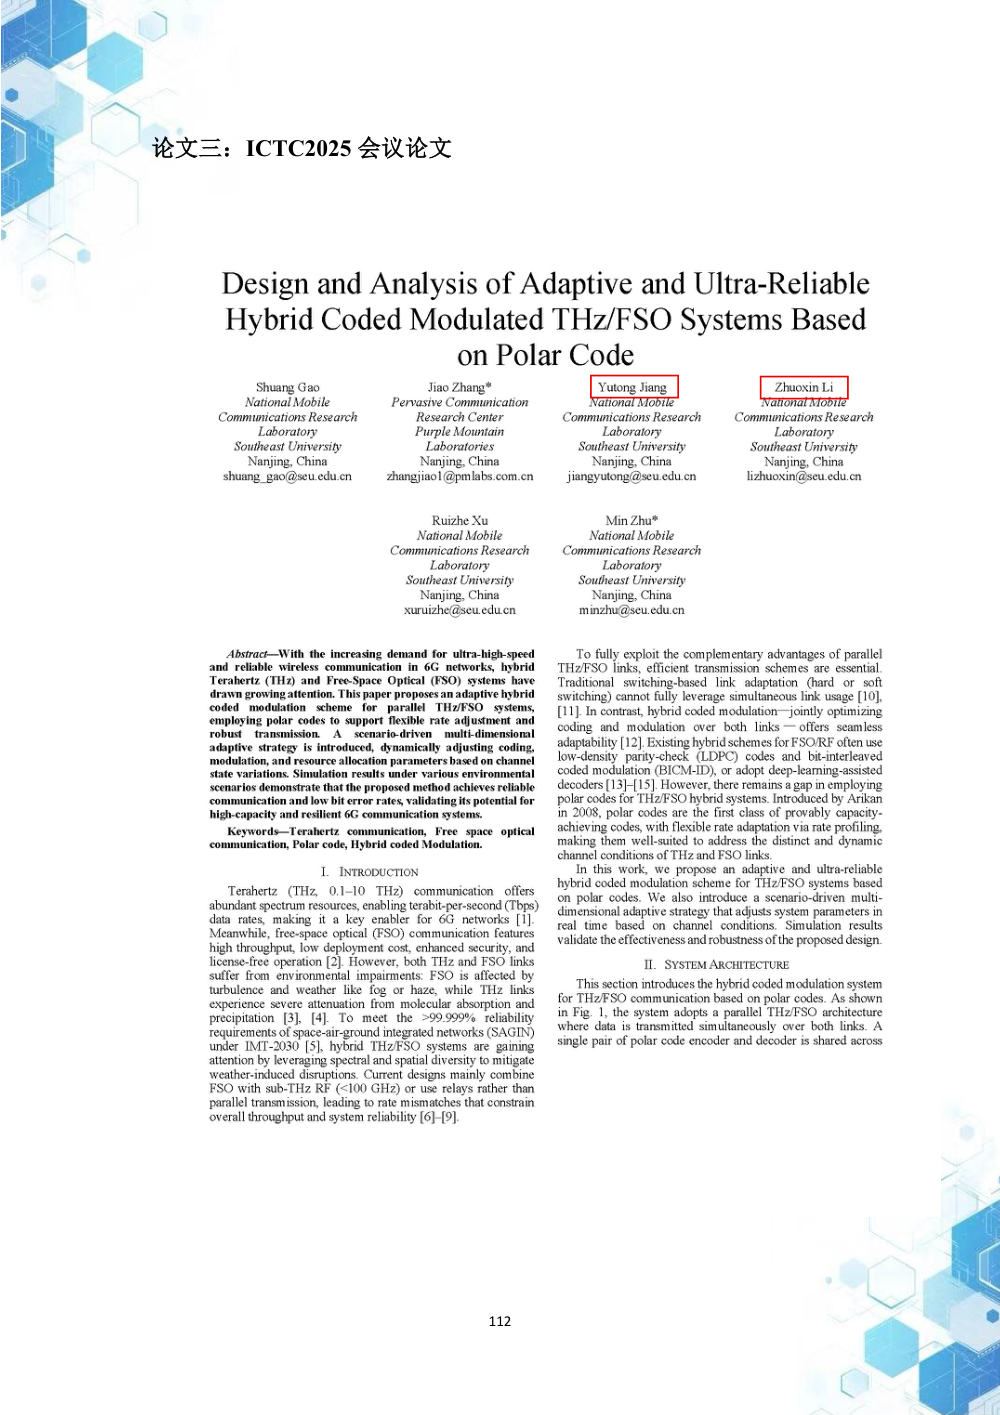 论文三：ICTC2025 会议论文
Design and Analysis of Adaptive and Ultra-Reliable
Hybrid Coded Modulated THz/FSO Systems Based
on Polar Code
Shuang Gao
National Mobile
Communications Research
Laboratory
Southeast University
Nanjing, China
shuang_gao@seu.edu.cn
Jiao Zhang*
Pervasive Communication
Research Center
Purple Mountain
Laboratories
Nanjing, China
zhangjiao1@pmlabs.com.cn
Yutong Jiang
National Mobile
Communications Research
Laboratory
Southeast University
Nanjing, China
jiangyutong@seu.edu.cn
Zhuoxin Li
National Mobile
Communications Research
Laboratory
Southeast University
Nanjing, China
lizhuoxin@seu.edu.cn
Ruizhe Xu
National Mobile
Communications Research
Laboratory
Southeast University
Nanjing, China
xuruizhe@seu.edu.cn
Min Zhu*
National Mobile
Communications Research
Laboratory
Southeast University
Nanjing, China
minzhu@seu.edu.cn
Abstract—With the increasing demand for ultra-high-speed
and reliable wireless communication in 6G networks, hybrid
Terahertz (THz) and Free-Space Optical (FSO) systems have
drawn growing attention. This paper proposes an adaptive hybrid
coded modulation scheme for parallel THz/FSO systems,
employing polar codes to support flexible rate adjustment and
robust transmission. A scenario-driven multi-dimensional
adaptive strategy is introduced, dynamically adjusting coding,
modulation, and resource allocation parameters based on channel
state variations. Simulation results under various environmental
scenarios demonstrate that the proposed method achieves reliable
communication and low bit error rates, validating its potential for
high-capacity and resilient 6G communication systems.
Keywords—Terahertz communication, Free space optical
communication, Polar code, Hybrid coded Modulation.
I. INTRODUCTION
Terahertz (THz, 0.1–10 THz) communication offers
abundant spectrum resources, enabling terabit-per-second (Tbps)
data rates, making it a key enabler for 6G networks [1].
Meanwhile, free-space optical (FSO) communication features
high throughput, low deployment cost, enhanced security, and
license-free operation [2]. However, both THz and FSO links
suffer from environmental impairments: FSO is affected by
turbulence and weather like fog or haze, while THz links
experience severe attenuation from molecular absorption and
precipitation [3], [4]. To meet the >99.999% reliability
requirements of space-air-ground integrated networks (SAGIN)
under IMT-2030 [5], hybrid THz/FSO systems are gaining
attention by leveraging spectral and spatial diversity to mitigate
weather-induced disruptions. Current designs mainly combine
FSO with sub-THz RF (<100 GHz) or use relays rather than
parallel transmission, leading to rate mismatches that constrain
overall throughput and system reliability [6]–[9].
To fully exploit the complementary advantages of parallel
THz/FSO links, efficient transmission schemes are essential.
Traditional switching-based link adaptation (hard or soft
switching) cannot fully leverage simultaneous link usage [10],
[11]. In contrast, hybrid coded modulation—jointly optimizing
coding and modulation over both links — offers seamless
adaptability [12]. Existing hybrid schemes for FSO/RF often use
low-density parity-check (LDPC) codes and bit-interleaved
coded modulation (BICM-ID), or adopt deep-learning-assisted
decoders [13]–[15]. However, there remains a gap in employing
polar codes for THz/FSO hybrid systems. Introduced by Arikan
in 2008, polar codes are the first class of provably capacity-
achieving codes, with flexible rate adaptation via rate profiling,
making them well-suited to address the distinct and dynamic
channel conditions of THz and FSO links.
In this work, we propose an adaptive and ultra-reliable
hybrid coded modulation scheme for THz/FSO systems based
on polar codes. We also introduce a scenario-driven multi-
dimensional adaptive strategy that adjusts system parameters in
real time based on channel conditions. Simulation results
validate the effectiveness and robustness of the proposed design.
II. SYSTEM ARCHITECTURE
This section introduces the hybrid coded modulation system
for THz/FSO communication based on polar codes. As shown
in Fig. 1, the system adopts a parallel THz/FSO architecture
where data is transmitted simultaneously over both links. A
single pair of polar code encoder and decoder is shared across
112